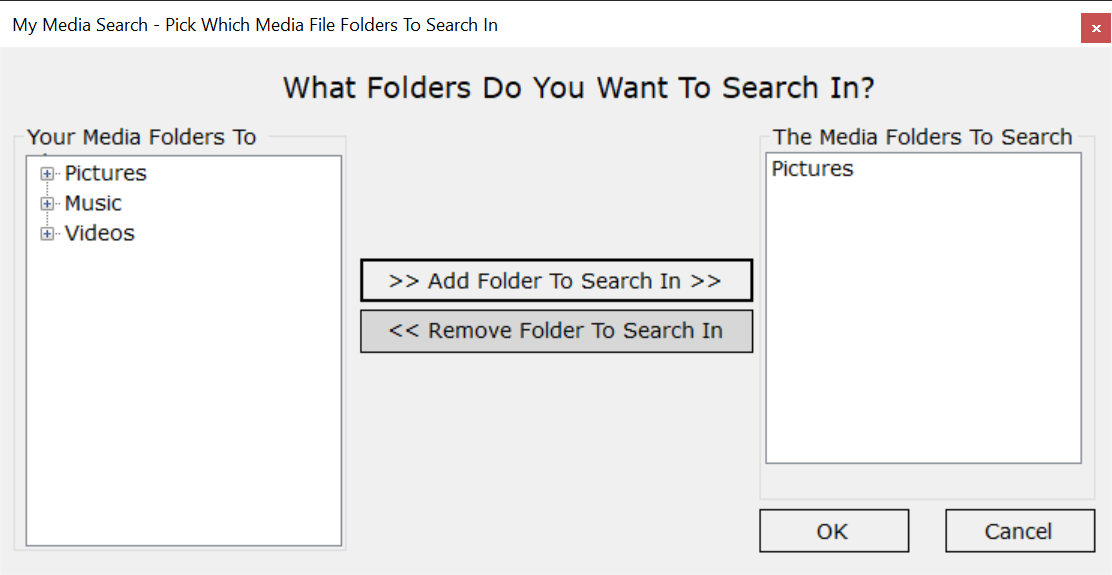 My Media Search - Pick Which Media File Folders To Search In
x
What Folders Do You Want To Search In?
Your Media Folders To
Pictures
Music
Videos
>> Add Folder To Search In >>
<< Remove Folder To Search In
The Media Folders To Search
Pictures
OK
Cancel